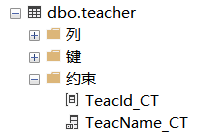 dbo.teacher
列
键
约束
TeacId_CT
TeacName_CT